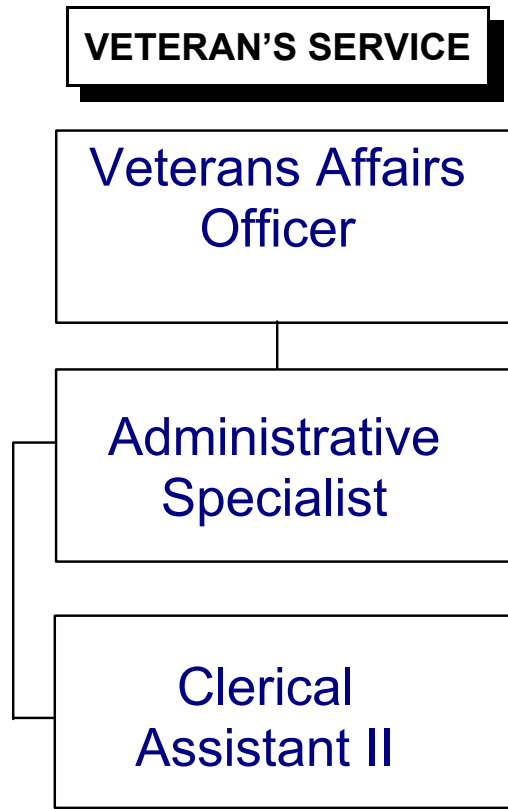 VETERAN’S SERVICE
Veterans Affairs
Officer
Administrative
Specialist
Clerical
Assistant II